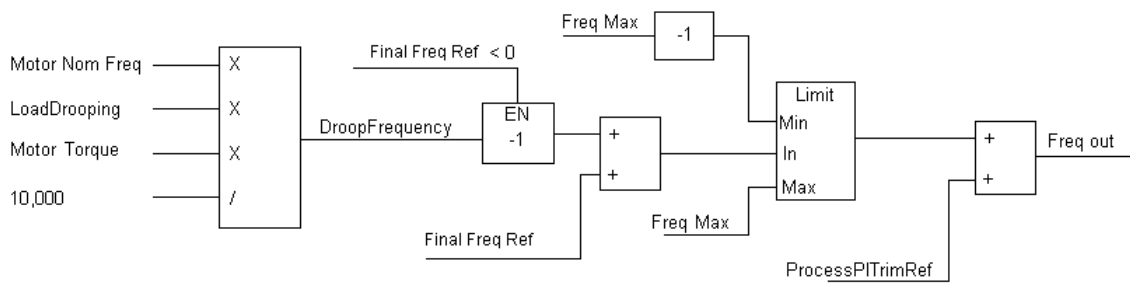 Freq Max
-1
Final Freq Ref < 0
Motor Nom Freq
X
LoadDrooping
X
Motor Torque
X
10,000
/
DroopFrequency
EN
-1
+
+
Final Freq Ref
Limit
Min
In
Max
Freq Max
+
+
Freq out
ProcessPITrimRef